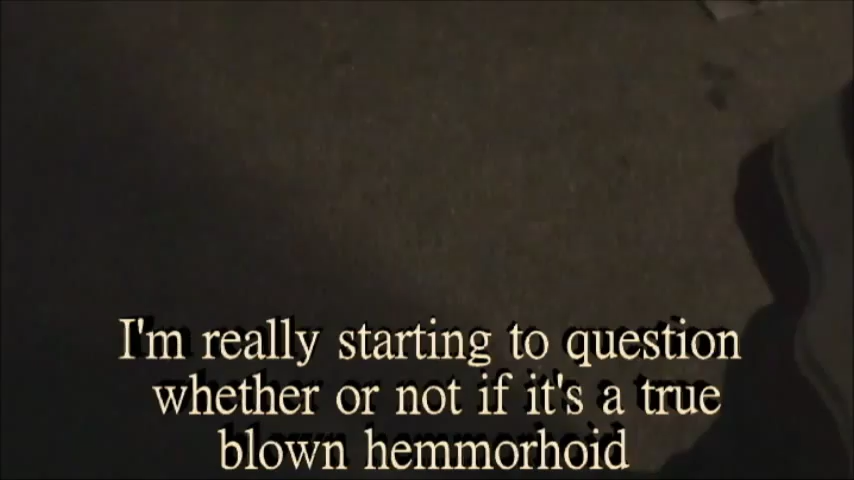 I'm really starting to question
whether or not if it's a true
blown hemmorhoid